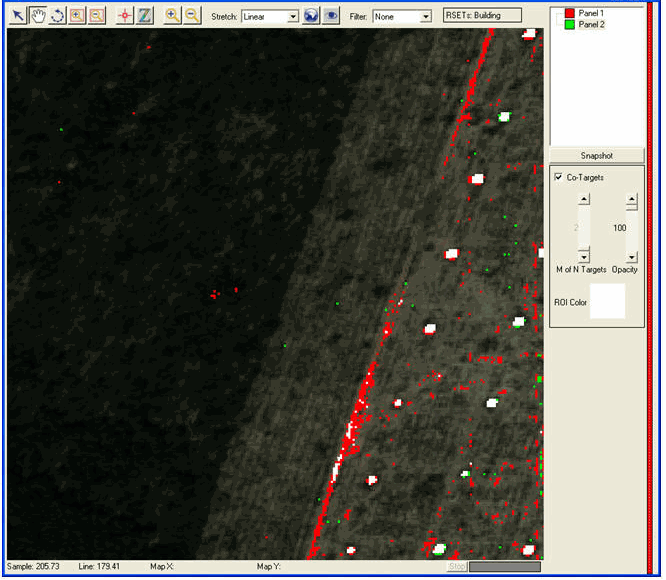 Stretch: Linear Filter: None RSETs: Building
Panel 1
Panel 2
Snapshot
Co-Targets
2 100
M of N Targets Opacity
ROI Color
Sample: 205.73 Line: 179.41 Map X: Map Y: Stop